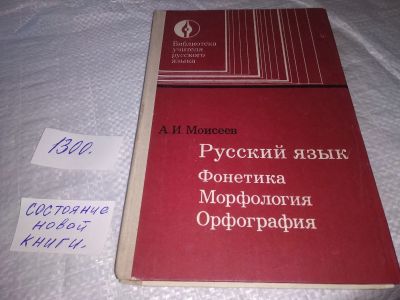 Библиотека
учителя
русского
языка
А.И Моисеев
Русский язык
Фонетика
Морфология
Орфография
1300.
состояние
новой
книги.